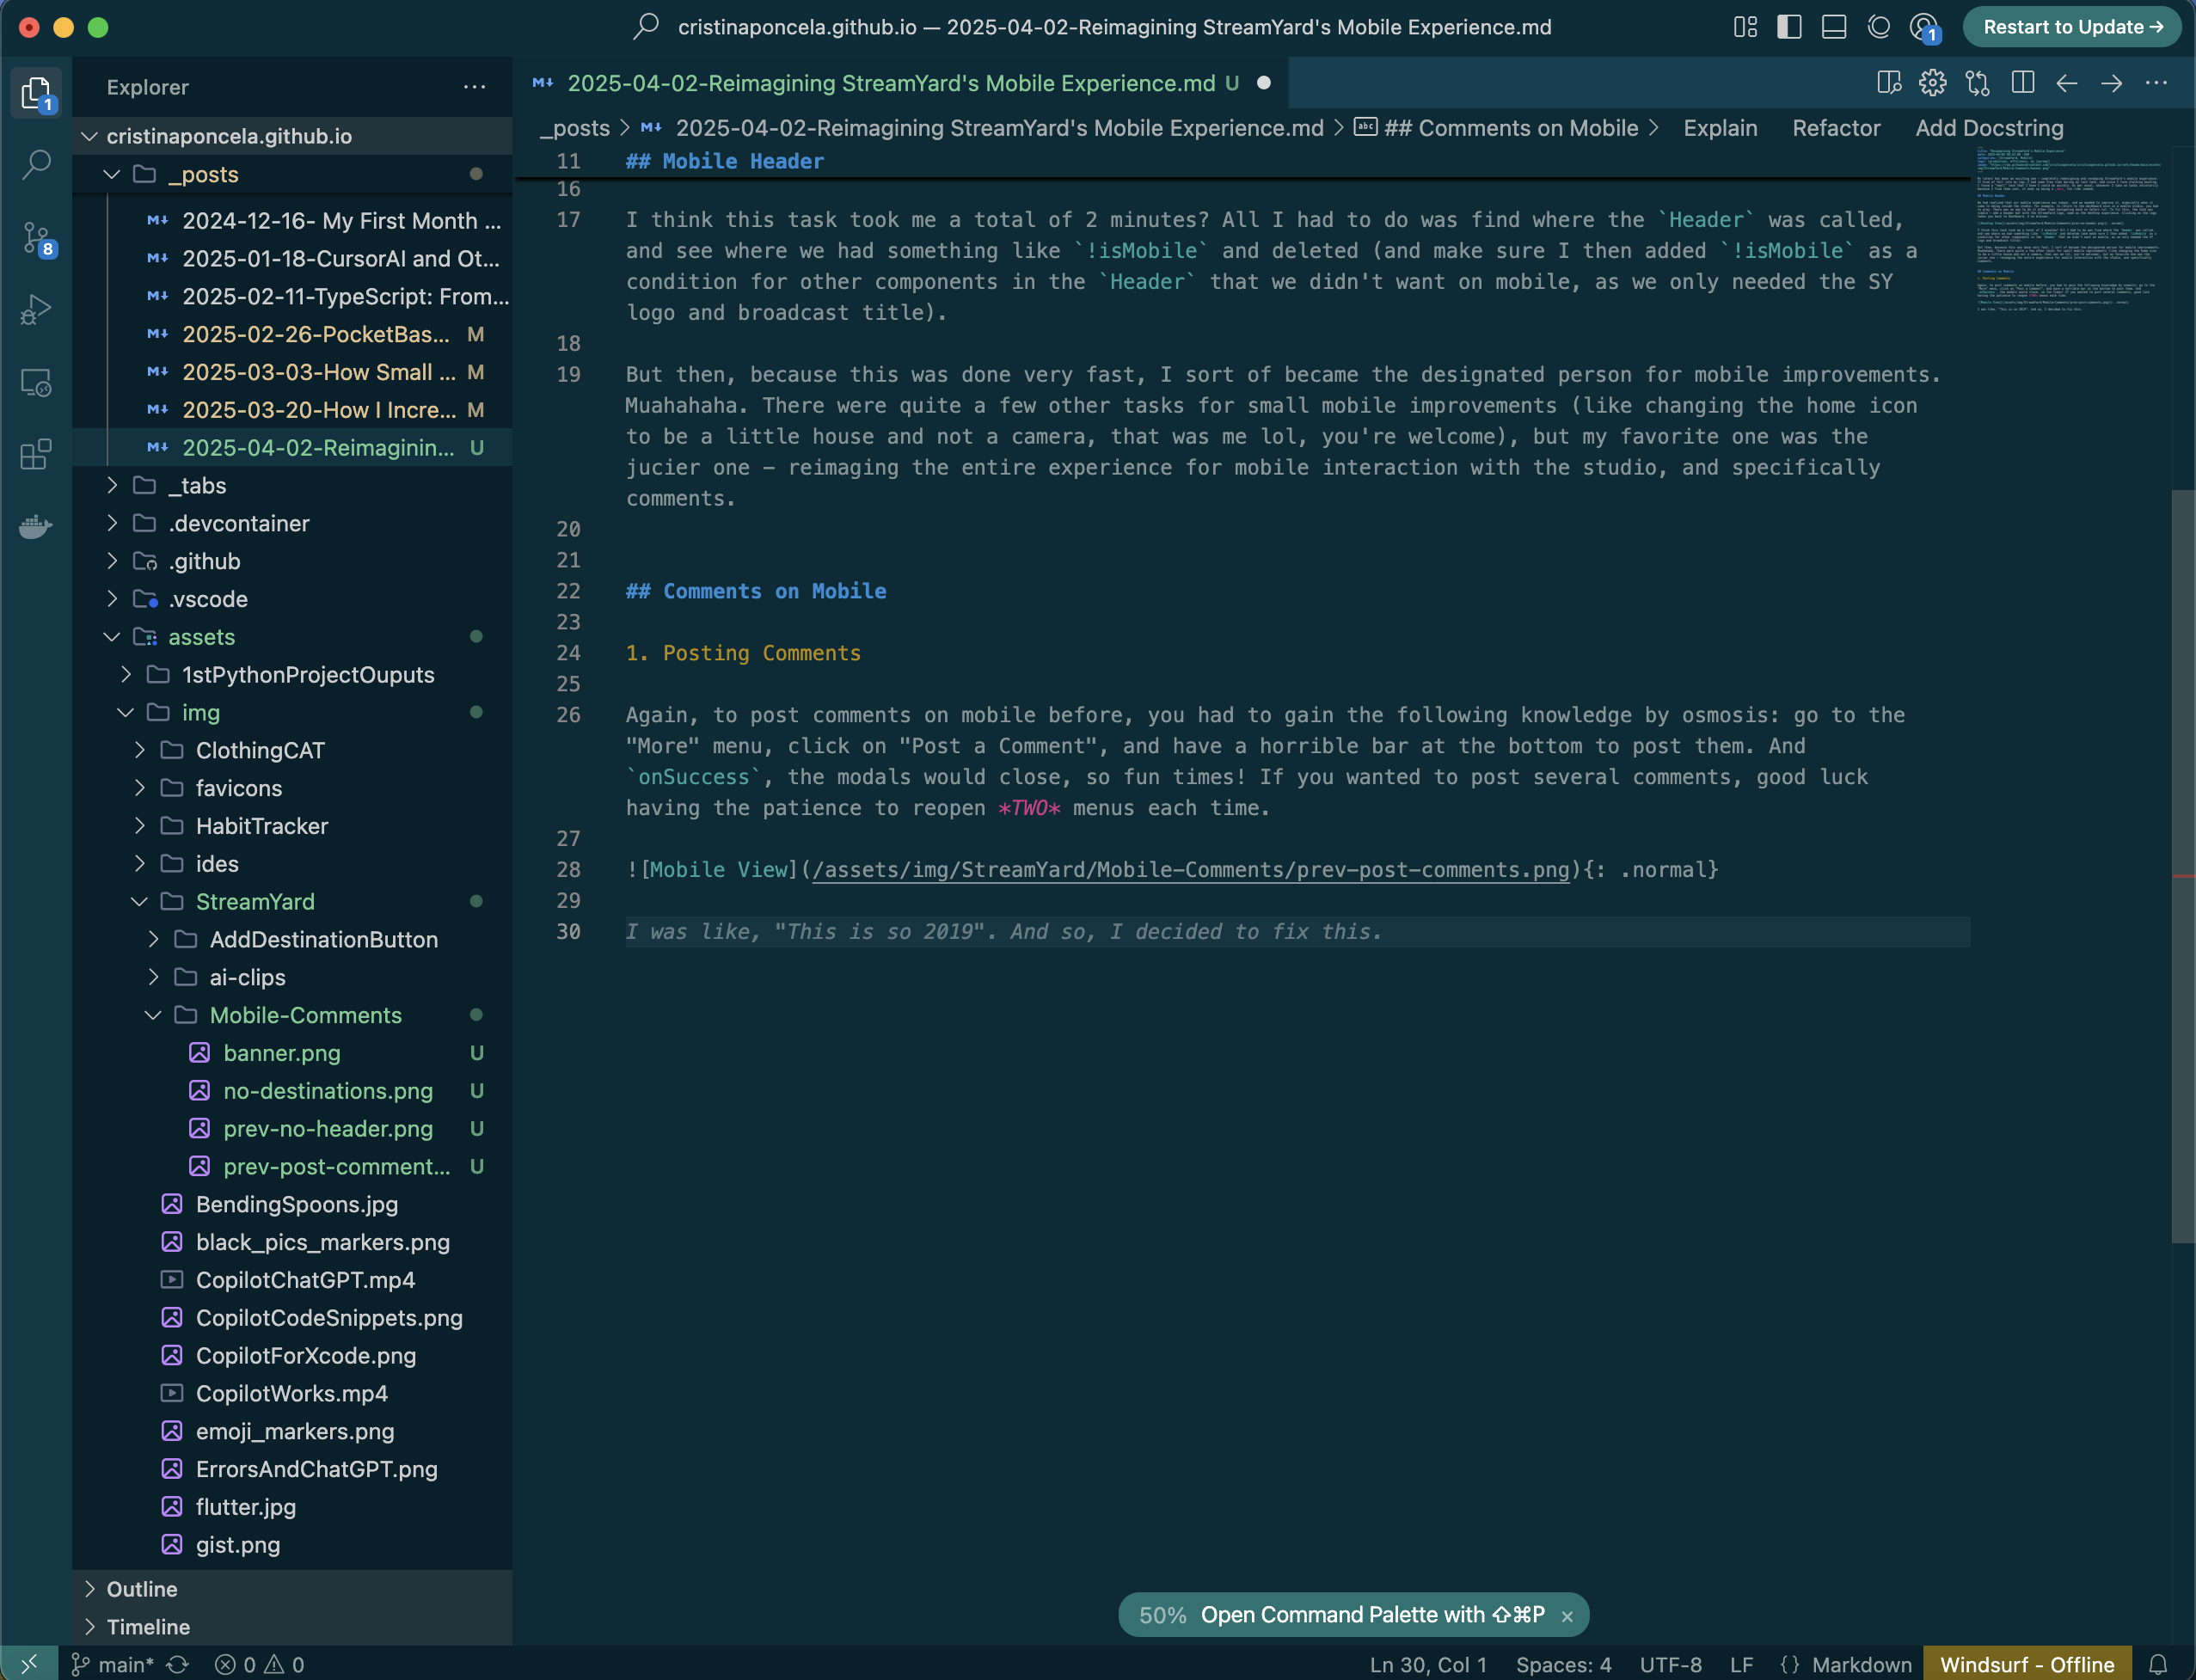 cristinaponcela.github.io — 2025-04-02-Reimagining StreamYard's Mobile Experience.md
1
Restart to Update →
1
8
Explorer
cristinaponcela.github.io
_posts
2024-12-16- My First Month ...
2025-01-18-CursorAI and Ot...
2025-02-11-TypeScript: From...
2025-02-26-PocketBas... M
2025-03-03-How Small ... M
2025-03-20-How I Incre... M
2025-04-02-Reimaginin... U
_tabs
.devcontainer
.github
.vscode
assets
1stPythonProjectOuputs
img
ClothingCAT
favicons
HabitTracker
ides
StreamYard
AddDestinationButton
ai-clips
Mobile-Comments
banner.png U
no-destinations.png U
prev-no-header.png U
prev-post-comment... U
BendingSpoons.jpg
black_pics_markers.png
CopilotChatGPT.mp4
CopilotCodeSnippets.png
CopilotForXcode.png
CopilotWorks.mp4
emoji_markers.png
ErrorsAndChatGPT.png
flutter.jpg
gist.png
Outline
Timeline
2025-04-02-Reimagining StreamYard's Mobile Experience.md U
_posts > 2025-04-02-Reimagining StreamYard's Mobile Experience.md > abc ## Comments on Mobile > Explain Refactor Add Docstring
11 ## Mobile Header
16
17 I think this task took me a total of 2 minutes? All I had to do was find where the `Header` was called,
and see where we had something like `!isMobile` and deleted (and make sure I then added `!isMobile` as a
condition for other components in the `Header` that we didn't want on mobile, as we only needed the SY
logo and broadcast title).
18
19 But then, because this was done very fast, I sort of became the designated person for mobile improvements.
Muahahaha. There were quite a few other tasks for small mobile improvements (like changing the home icon
to be a little house and not a camera, that was me lol, you're welcome), but my favorite one was the
jucier one – reimaging the entire experience for mobile interaction with the studio, and specifically
comments.
20
21
22 ## Comments on Mobile
23
24 1. Posting Comments
25
26 Again, to post comments on mobile before, you had to gain the following knowledge by osmosis: go to the
"More" menu, click on "Post a Comment", and have a horrible bar at the bottom to post them. And
`onSuccess`, the modals would close, so fun times! If you wanted to post several comments, good luck
having the patience to reopen *TWO* menus each time.
27
28 ![Mobile View](/assets/img/StreamYard/Mobile-Comments/prev-post-comments.png){: .normal}
29
30 I was like, "This is so 2019". And so, I decided to fix this.
50% Open Command Palette with ⇧⌘P ×
main* 0 0
Ln 30, Col 1 Spaces: 4 UTF-8 LF {} Markdown Windsurf - Offline